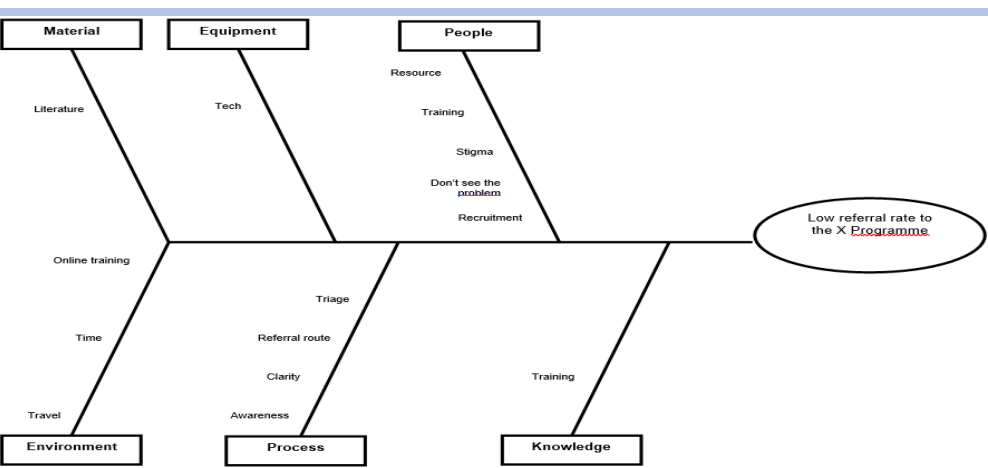 Material
Equipment
People
Resource
Literature
Tech
Training
Stigma
Don't see the
problem
Recruitment
Low referral rate to
the X Programme
Online training
Triage
Time
Referral route
Clarity
Training
Travel
Awareness
Environment
Process
Knowledge